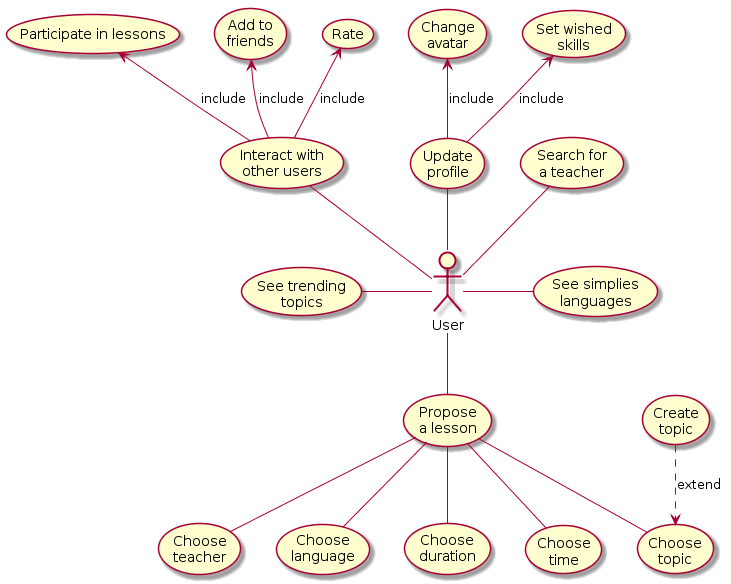 Participate in lessons
Add to
friends
Rate
Change
avatar
Set wished
skills
include
include
include
include
include
Interact with
other users
Update
profile
Search for
a teacher
See trending
topics
User
See simplies
languages
Propose
a lesson
Create
topic
extend
Choose
teacher
Choose
language
Choose
duration
Choose
time
Choose
topic